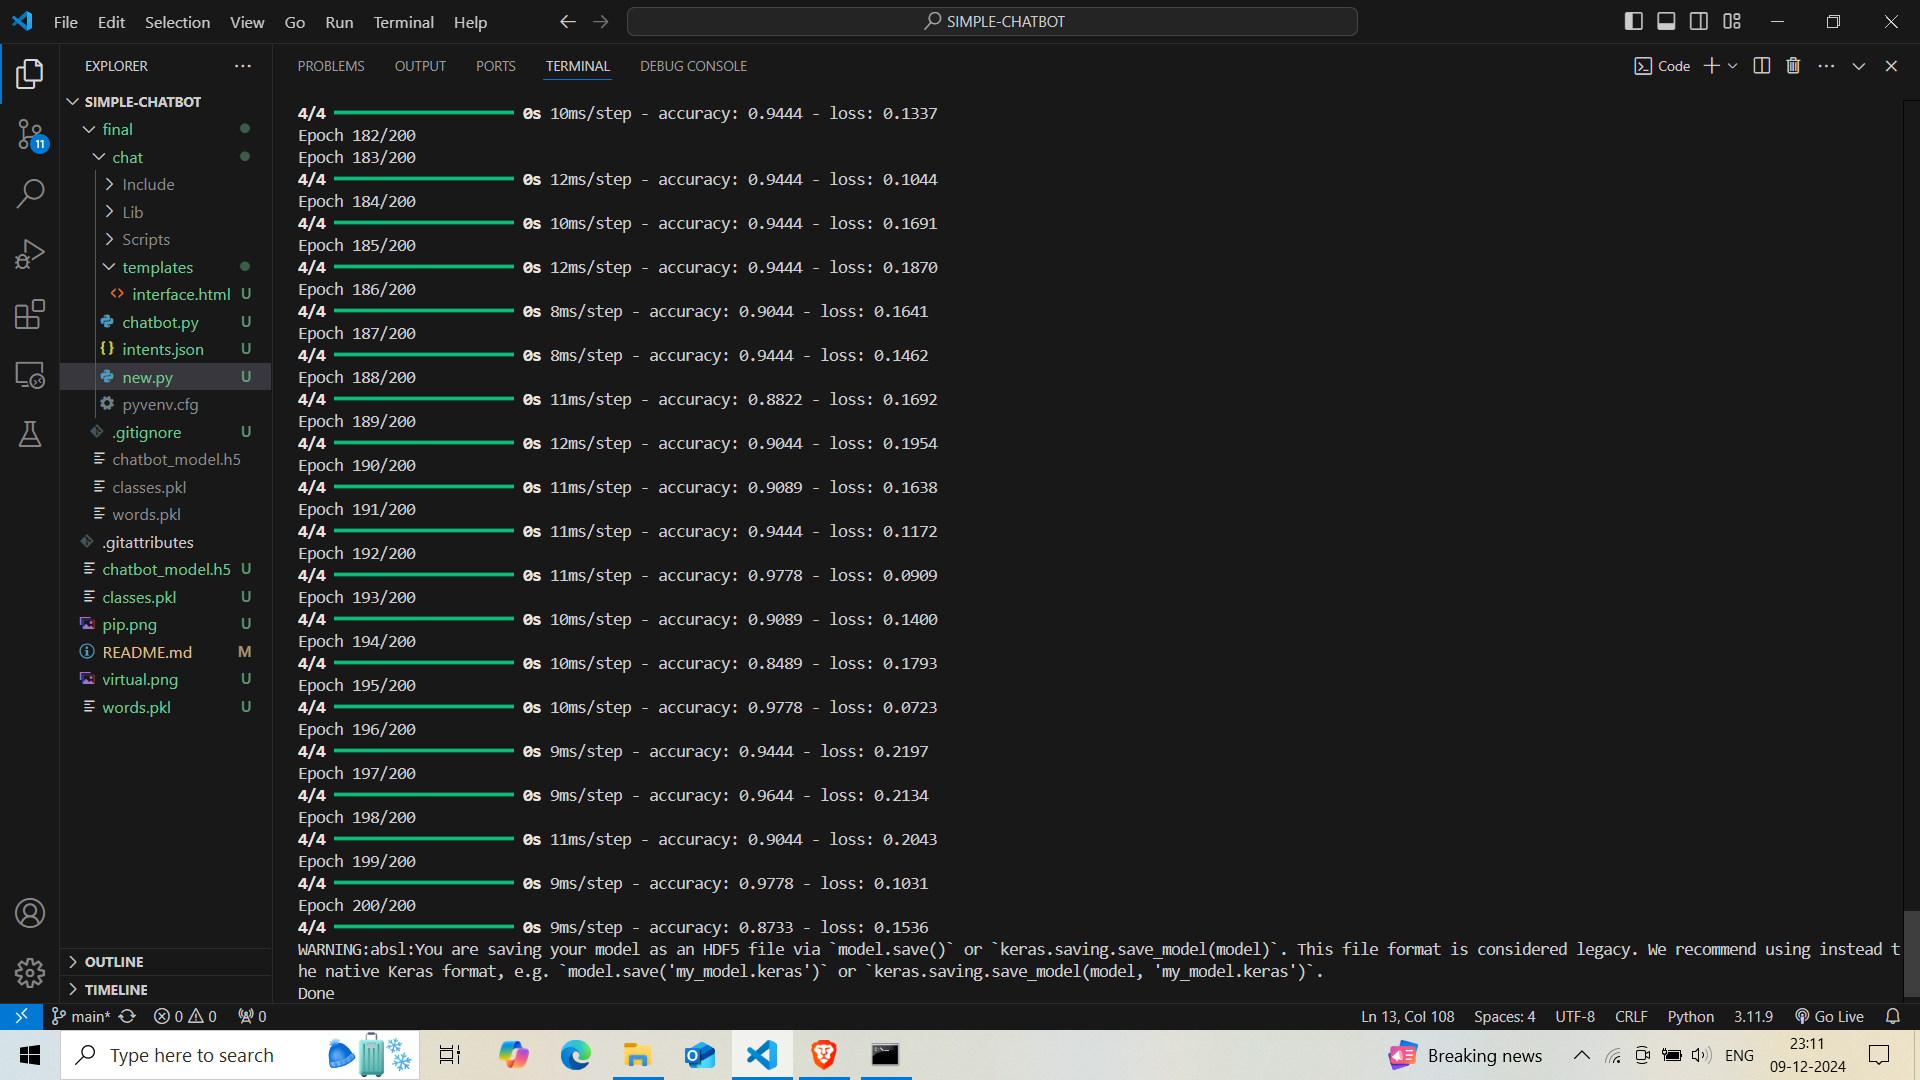 File Edit Selection View Go Run Terminal Help
SIMPLE-CHATBOT
EXPLORER
PROBLEMS OUTPUT PORTS TERMINAL DEBUG CONSOLE
Code
SIMPLE-CHATBOT
final
chat
Include
Lib
Scripts
templates
interface.html U
chatbot.py U
intents.json U
new.py U
pyvenv.cfg
.gitignore U
chatbot_model.h5
classes.pkl
words.pkl
.gitattributes
chatbot_model.h5 U
classes.pkl U
pip.png U
README.md M
virtual.png U
words.pkl U
OUTLINE
TIMELINE
11
4/4 0s 10ms/step - accuracy: 0.9444 - loss: 0.1337
Epoch 182/200
Epoch 183/200
4/4 0s 12ms/step - accuracy: 0.9444 - loss: 0.1044
Epoch 184/200
4/4 0s 10ms/step - accuracy: 0.9444 - loss: 0.1691
Epoch 185/200
4/4 0s 12ms/step - accuracy: 0.9444 - loss: 0.1870
Epoch 186/200
4/4 0s 8ms/step - accuracy: 0.9044 - loss: 0.1641
Epoch 187/200
4/4 0s 8ms/step - accuracy: 0.9444 - loss: 0.1462
Epoch 188/200
4/4 0s 11ms/step - accuracy: 0.8822 - loss: 0.1692
Epoch 189/200
4/4 0s 12ms/step - accuracy: 0.9044 - loss: 0.1954
Epoch 190/200
4/4 0s 11ms/step - accuracy: 0.9089 - loss: 0.1638
Epoch 191/200
4/4 0s 11ms/step - accuracy: 0.9444 - loss: 0.1172
Epoch 192/200
4/4 0s 11ms/step - accuracy: 0.9778 - loss: 0.0909
Epoch 193/200
4/4 0s 10ms/step - accuracy: 0.9089 - loss: 0.1400
Epoch 194/200
4/4 0s 10ms/step - accuracy: 0.8489 - loss: 0.1793
Epoch 195/200
4/4 0s 10ms/step - accuracy: 0.9778 - loss: 0.0723
Epoch 196/200
4/4 0s 9ms/step - accuracy: 0.9444 - loss: 0.2197
Epoch 197/200
4/4 0s 9ms/step - accuracy: 0.9644 - loss: 0.2134
Epoch 198/200
4/4 0s 11ms/step - accuracy: 0.9044 - loss: 0.2043
Epoch 199/200
4/4 0s 9ms/step - accuracy: 0.9778 - loss: 0.1031
Epoch 200/200
4/4 0s 9ms/step - accuracy: 0.8733 - loss: 0.1536
WARNING:absl:You are saving your model as an HDF5 file via `model.save()` or `keras.saving.save_model(model)`. This file format is considered legacy. We recommend using instead t
he native Keras format, e.g. `model.save('my_model.keras')` or `keras.saving.save_model(model, 'my_model.keras')`.
Done
main* 0 0 0 Ln 13, Col 108 Spaces: 4 UTF-8 CRLF Python 3.11.9 Go Live
Type here to search Breaking news ENG 23:11
09-12-2024